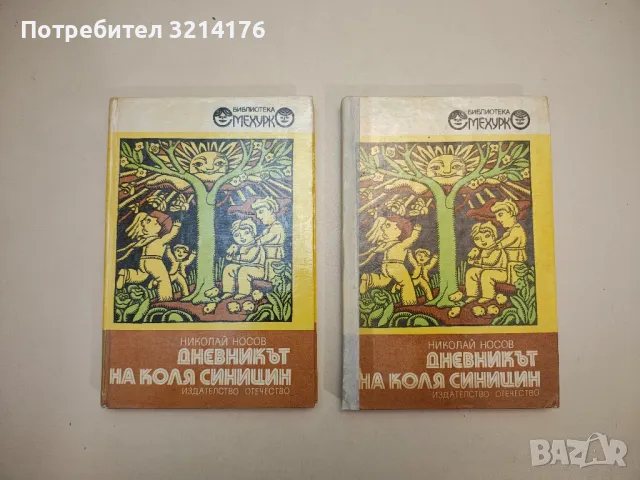 Потребител 3214176
БИБЛИОТЕКА
СМЕХУРКО
НИКОЛАЙ НОСОВ
ДНЕВНИКЪТ
НА КОЛЯ СИНИЦИН
ИЗДАТЕЛСТВО ОТЕЧЕСТВО
БИБЛИОТЕКА
СМЕХУРКО
НИКОЛАЙ НОСОВ
ДНЕВНИКЪТ
НА КОЛЯ СИНИЦИН
ИЗДАТЕЛСТВО ОТЕЧЕСТВО
BAZAR